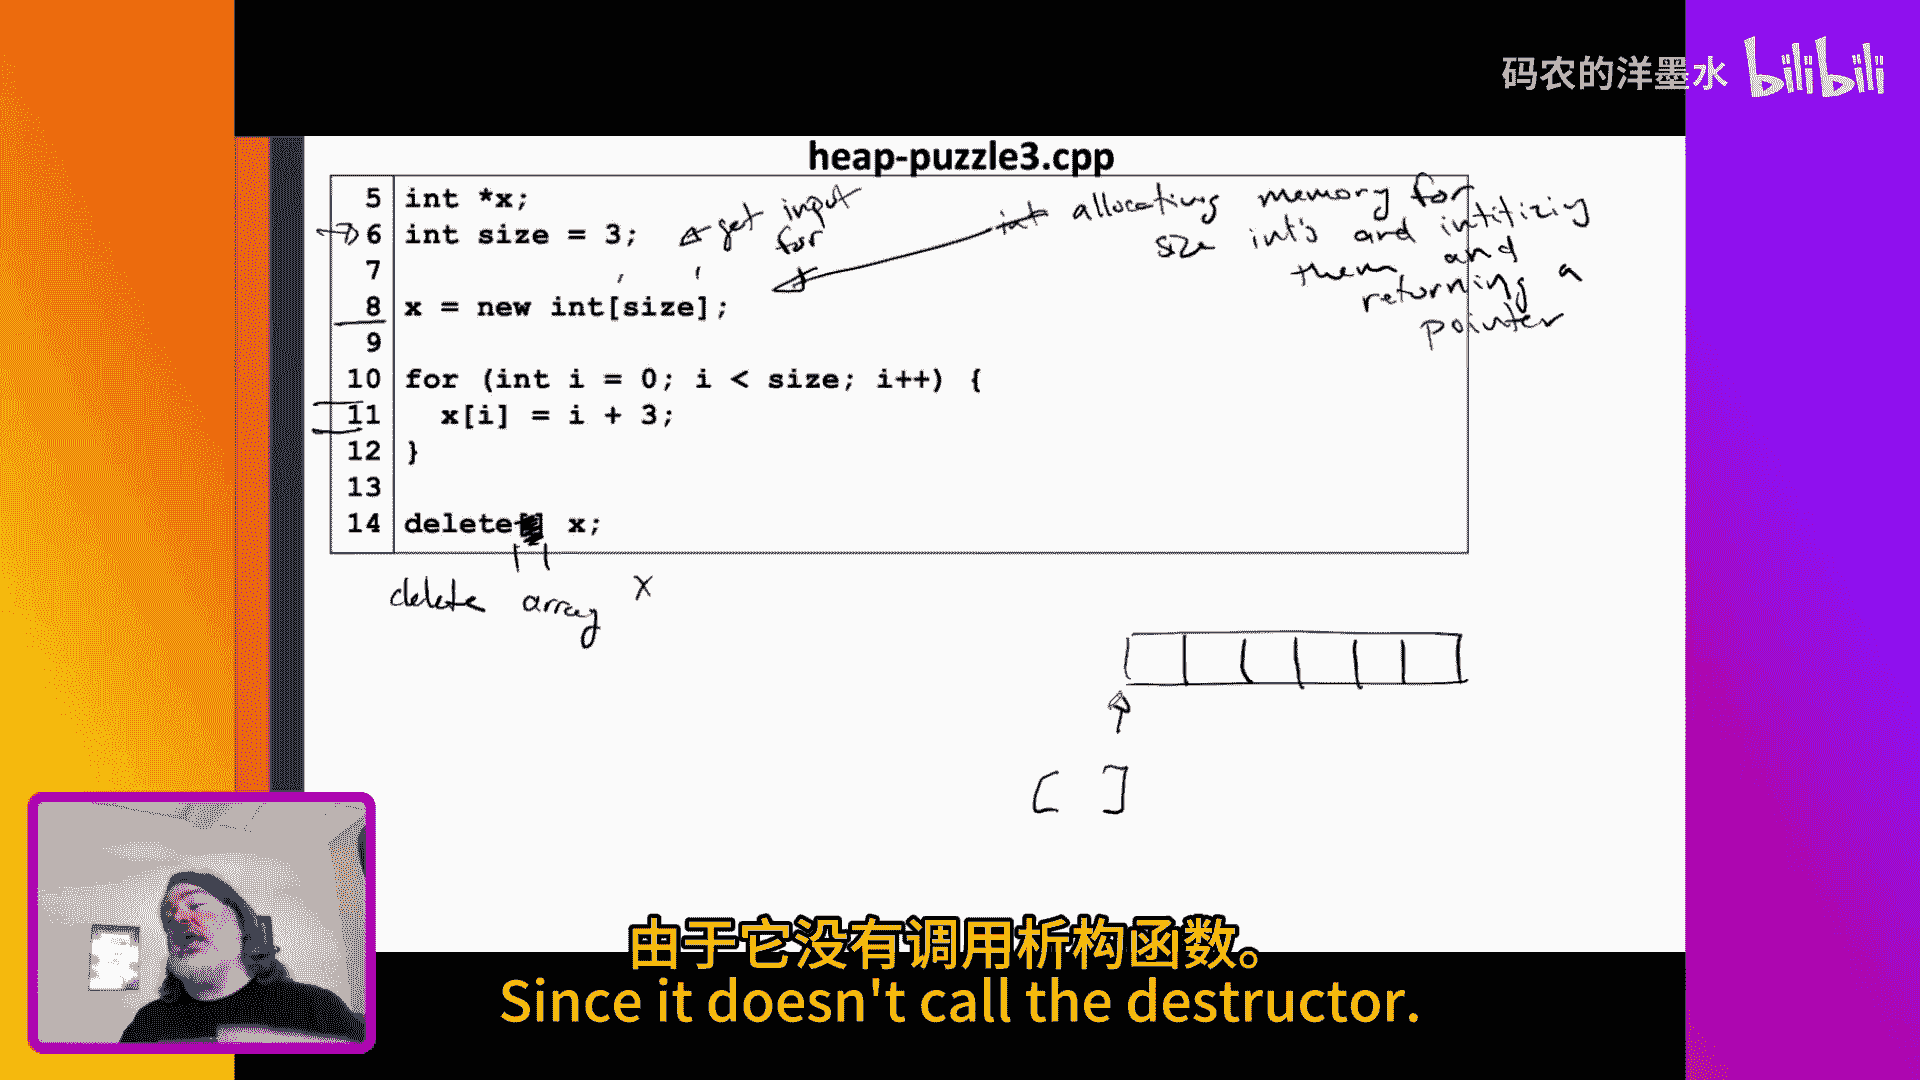 码农的洋墨水 bilibili
heap-puzzle3.cpp
5 int *x;
6 int size = 3;
7
8 x = new int[size];
9
10 for (int i = 0; i < size; i++) {
11 x[i] = i + 3;
12 }
13
14 delete[] x;
get input
for
int allocating memory for
size int's and intitiziy
them and
returning a
pointer
delete array x
[ ]
由于它没有调用析构函数。
Since it doesn't call the destructor.